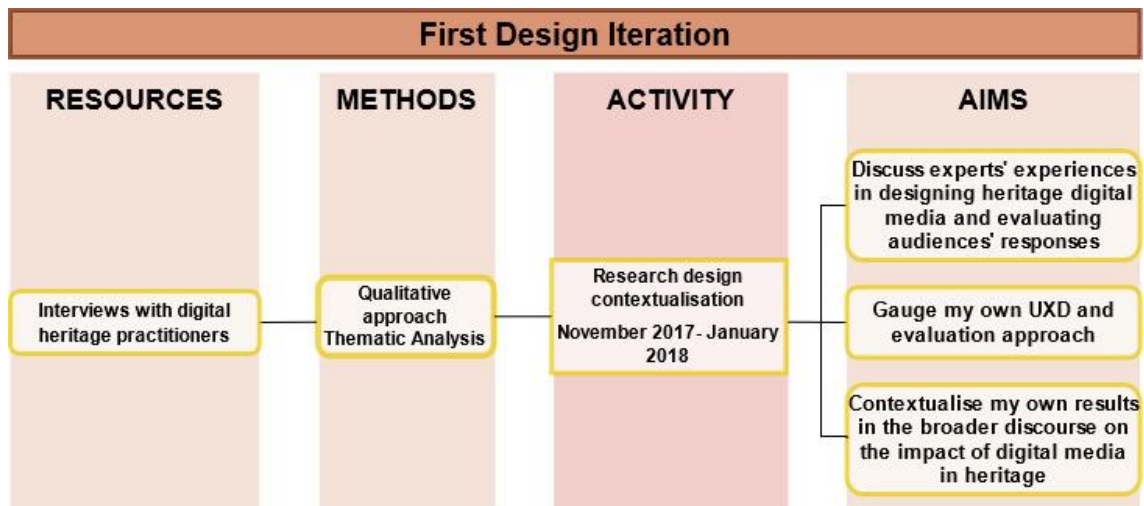 First Design Iteration
RESOURCES
METHODS
ACTIVITY
AIMS
Interviews with digital
heritage practitioners
Qualitative
approach
Thematic Analysis
Research design
contextualisation
November 2017- January
2018
Discuss experts' experiences
in designing heritage digital
media and evaluating
audiences' responses
Gauge my own UXD and
evaluation approach
Contextualise my own results
in the broader discourse on
the impact of digital media
in heritage